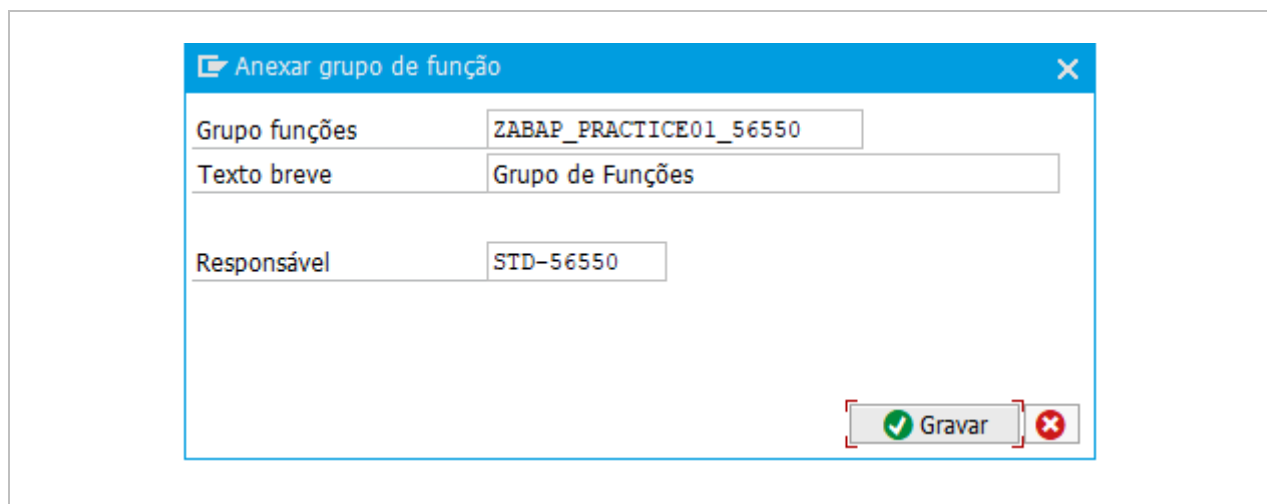 Anexar grupo de função
Grupo funções ZABAP_PRACTICE01_56550
Texto breve Grupo de Funções
Responsável STD-56550
Gravar